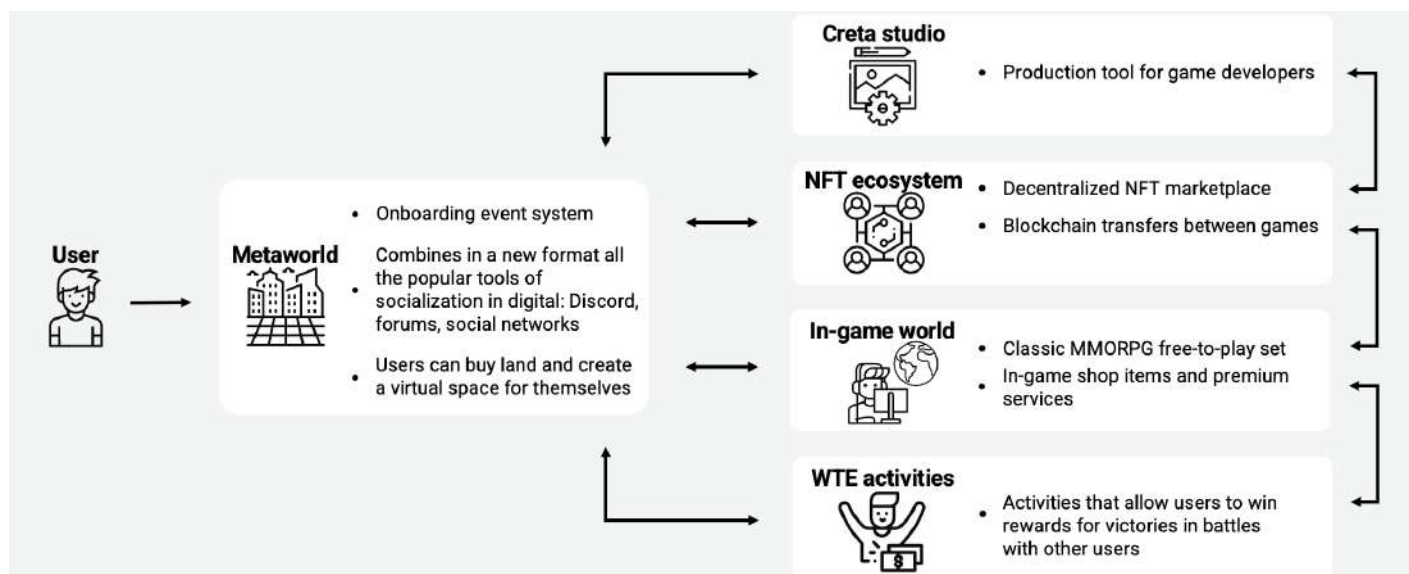 User
Metaworld
• Onboarding event system
• Combines in a new format all
the popular tools of
socialization in digital: Discord,
forums, social networks
• Users can buy land and create
a virtual space for themselves
Creta studio
• Production tool for game developers
NFT ecosystem
• Decentralized NFT marketplace
• Blockchain transfers between games
In-game world
• Classic MMORPG free-to-play set
• In-game shop items and premium
services
WTE activities
• Activities that allow users to win
rewards for victories in battles
with other users
$